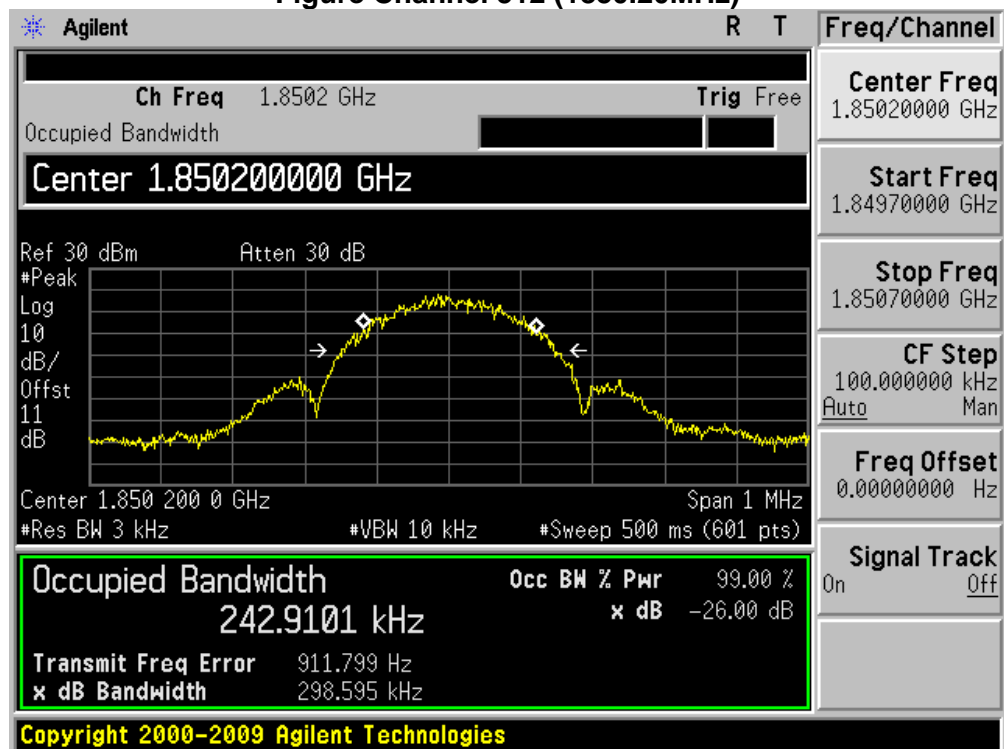 Agilent R T
Freq/Channel
Ch Freq 1.8502 GHz Trig Free
Occupied Bandwidth
Center 1.850200000 GHz
Ref 30 dBm Atten 30 dB
#Peak
Log
10
dB/
Offst
11
dB
Center 1.850 200 0 GHz Span 1 MHz
#Res BW 3 kHz #VBW 10 kHz #Sweep 500 ms (601 pts)
Occupied Bandwidth
242.9101 kHz
Occ BW % Pwr 99.00 %
x dB -26.00 dB
Transmit Freq Error 911.799 Hz
x dB Bandwidth 298.595 kHz
Center Freq
1.85020000 GHz
Start Freq
1.84970000 GHz
Stop Freq
1.85070000 GHz
CF Step
100.000000 kHz
Auto Man
Freq Offset
0.00000000 Hz
Signal Track
On Off
Copyright 2000-2009 Agilent Technologies